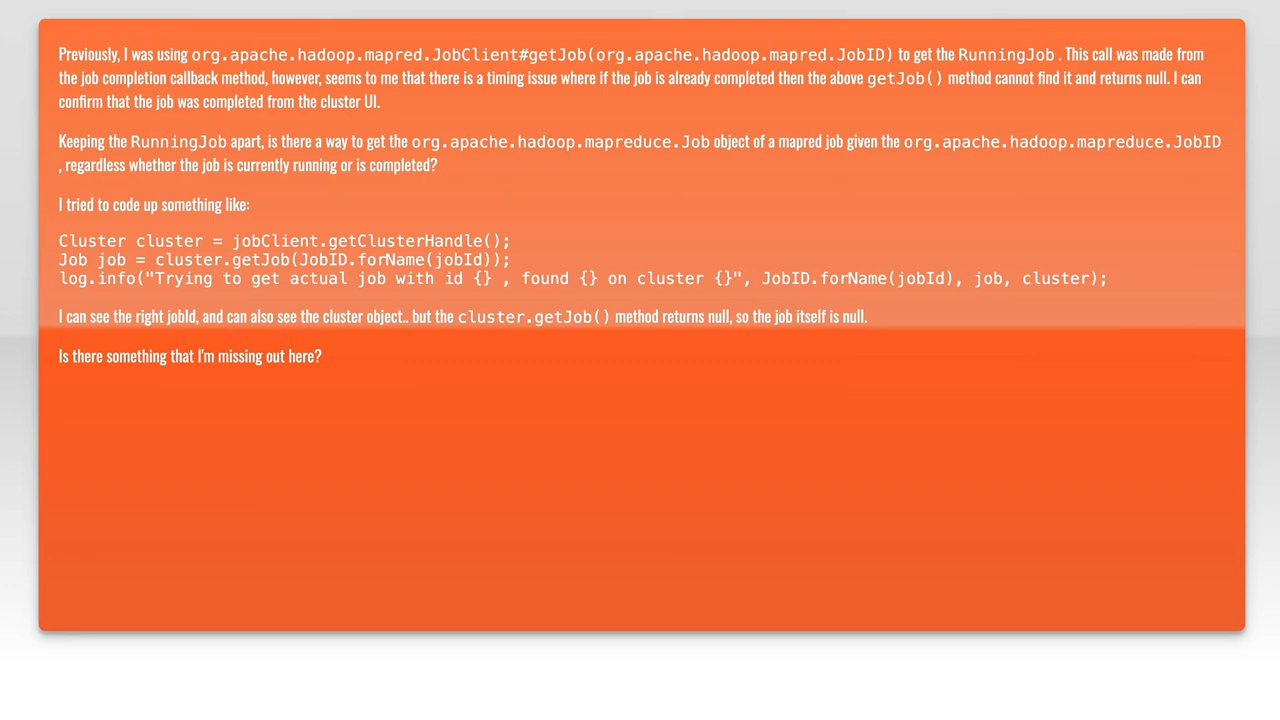 Previously, I was using org.apache.hadoop.mapred.JobClient#getJob(org.apache.hadoop.mapred.JobID) to get the RunningJob . This call was made from
the job completion callback method, however, seems to me that there is a timing issue where if the job is already completed then the above getJob() method cannot find it and returns null. I can
confirm that the job was completed from the cluster UI.
Keeping the RunningJob apart, is there a way to get the org.apache.hadoop.mapreduce.Job object of a mapred job given the org.apache.hadoop.mapreduce.JobID
, regardless whether the job is currently running or is completed?
I tried to code up something like:
Cluster cluster = jobClient.getClusterHandle();
Job job = cluster.getJob(JobID.forName(jobId));
log.info("Trying to get actual job with id {} , found {} on cluster {}", JobID.forName(jobId), job, cluster);
I can see the right jobId, and can also see the cluster object.. but the cluster.getJob() method returns null, so the job itself is null.
Is there something that I'm missing out here?